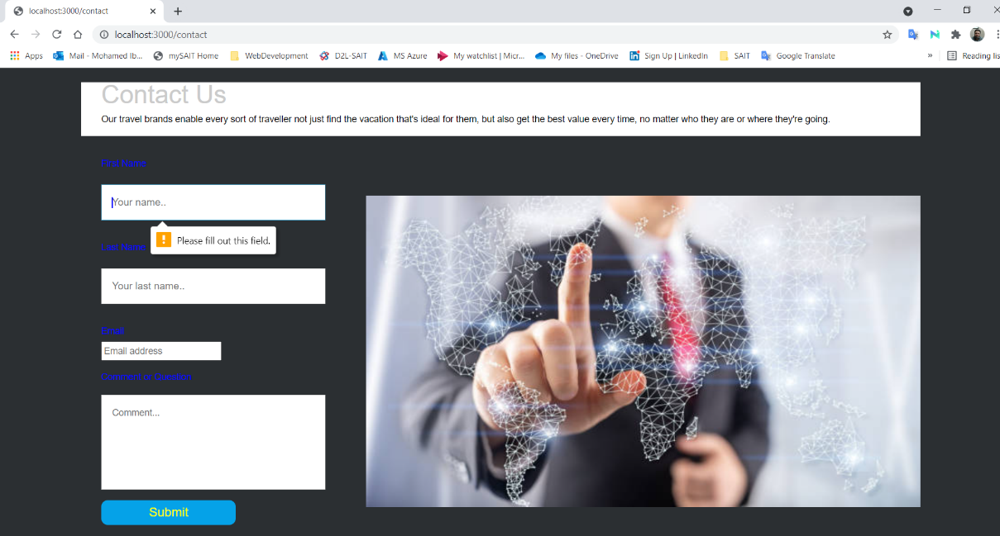 localhost:3000/contact
localhost:3000/contact
Apps
Mail - Mohamed Ib...
mySAIT Home
WebDevelopment
D2L-SAIT
MS Azure
My watchlist | Micr...
My files - OneDrive
Sign Up | LinkedIn
SAIT
Google Translate
»
Reading lis
Contact Us
Our travel brands enable every sort of traveller not just find the vacation that's ideal for them, but also get the best value every time, no matter who they are or where they're going.
First Name
Your name..
Please fill out this field.
Last Name
Your last name..
Email
Email address
Comment or Question
Comment...
Submit